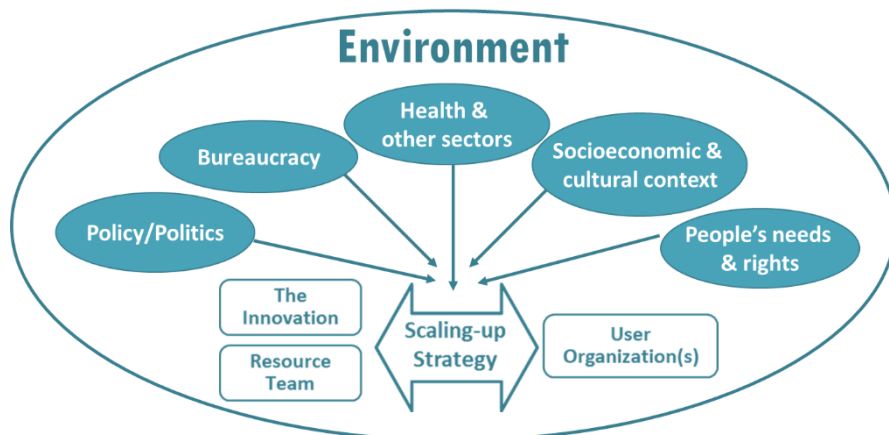 Environment
Health &
other sectors
Bureaucracy
Socioeconomic &
cultural context
Policy/Politics
People's needs
& rights
The
Innovation
Resource
Team
Scaling-up
Strategy
User
Organization(s)